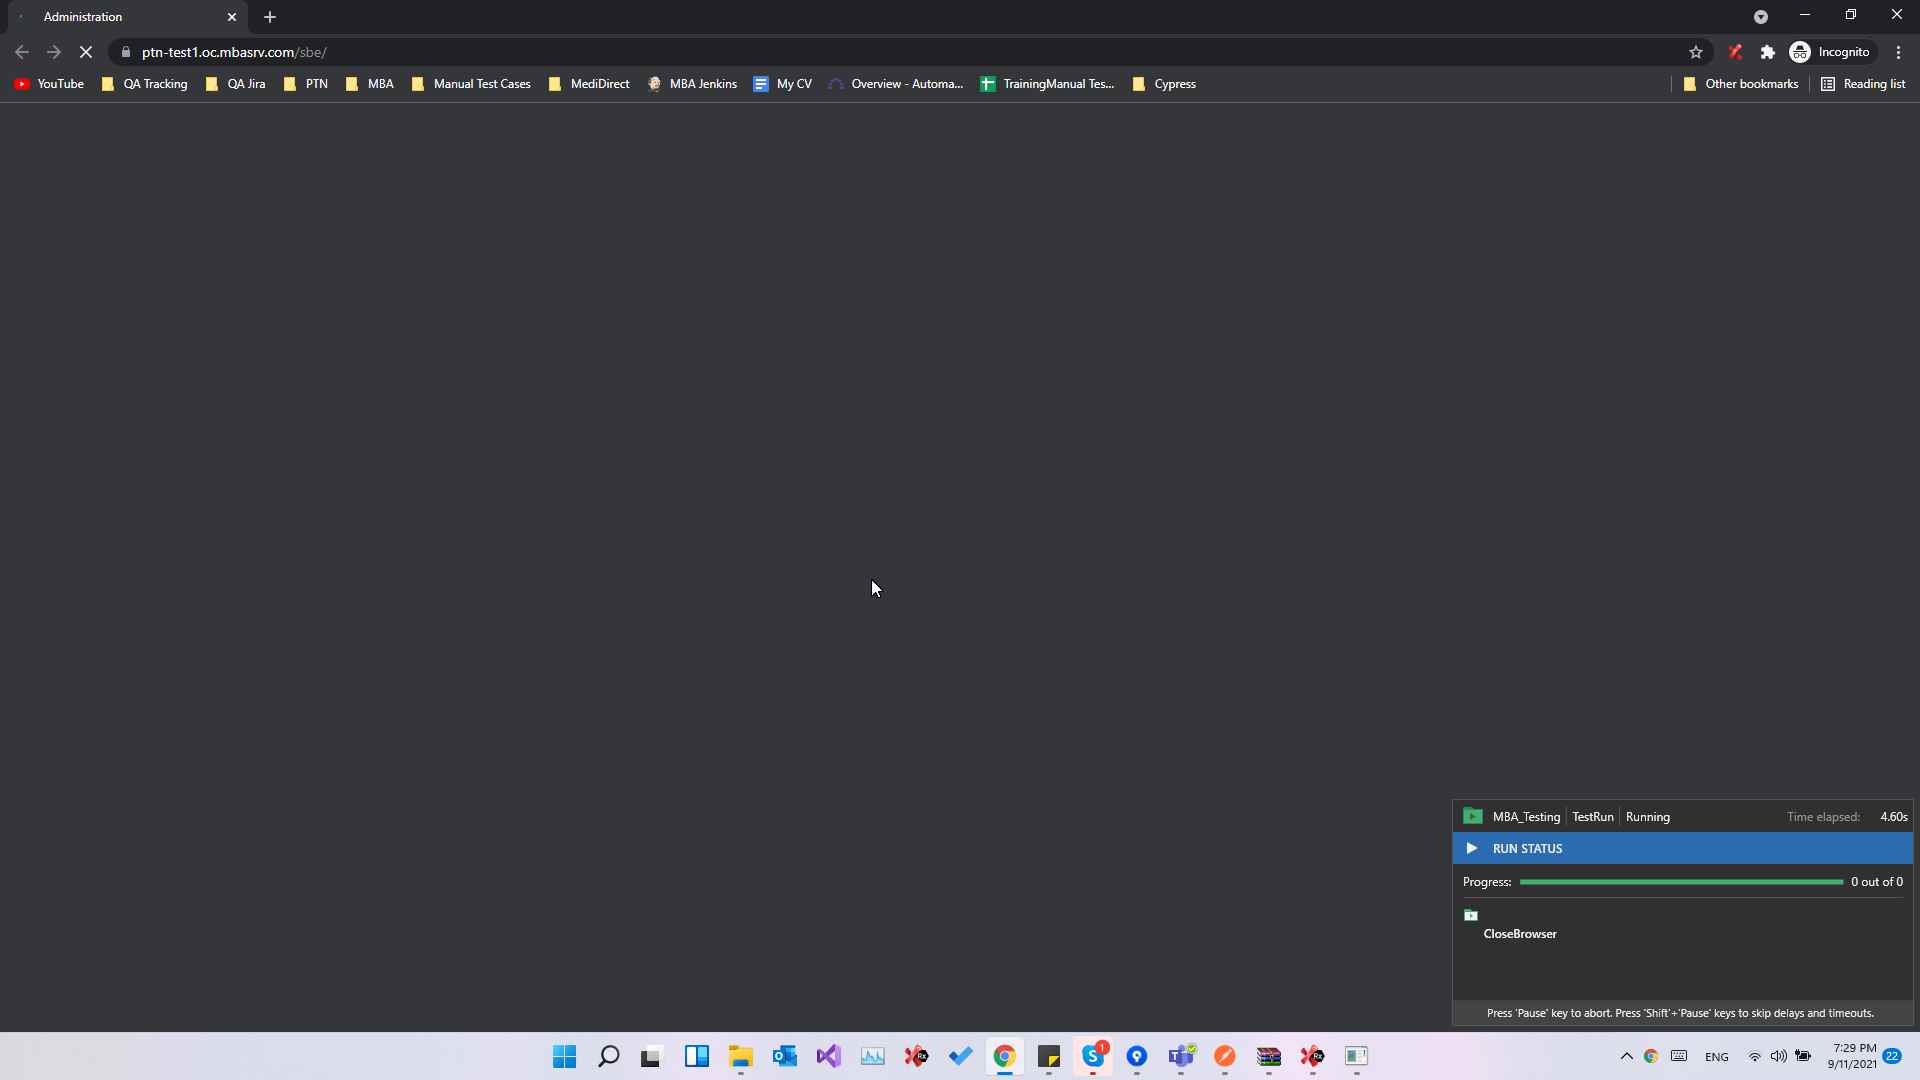 Administration
ptn-test1.oc.mbasrv.com/sbe/
Incognito
YouTube
QA Tracking
QA Jira
PTN
MBA
Manual Test Cases
MediDirect
MBA Jenkins
My CV
Overview - Automa...
TrainingManual Tes...
Cypress
Other bookmarks
Reading list
MBA_Testing
TestRun
Running
Time elapsed: 4.60s
RUN STATUS
Progress: 0 out of 0
CloseBrowser
Press 'Pause' key to abort. Press 'Shift'+'Pause' keys to skip delays and timeouts.
1
ENG
7:29 PM
9/11/2021
22